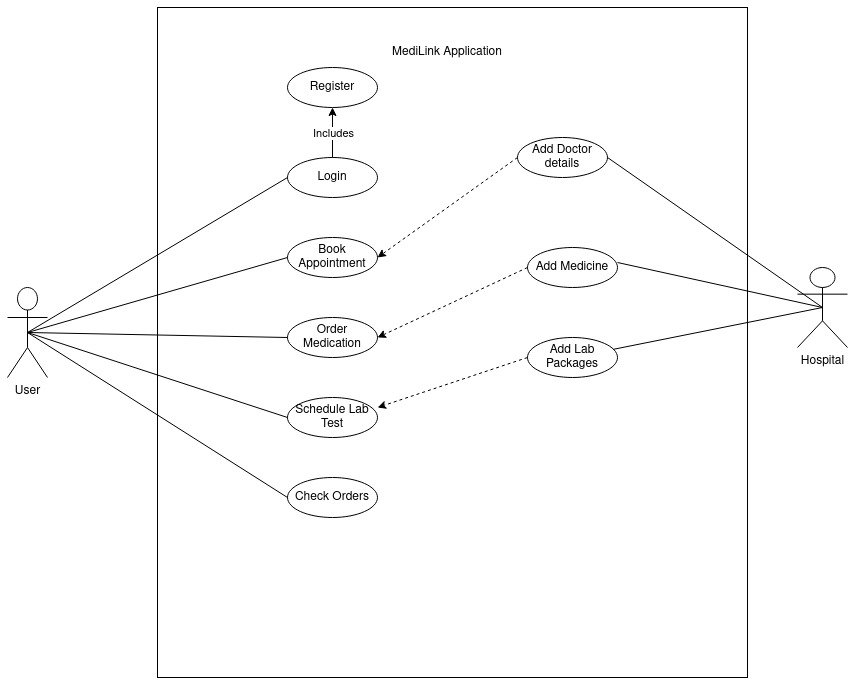 MediLink Application
Register
Includes
Login
Add Doctor
details
Book
Appointment
Add Medicine
Order
Medication
Add Lab
Packages
Schedule Lab
Test
Check Orders
User
Hospital